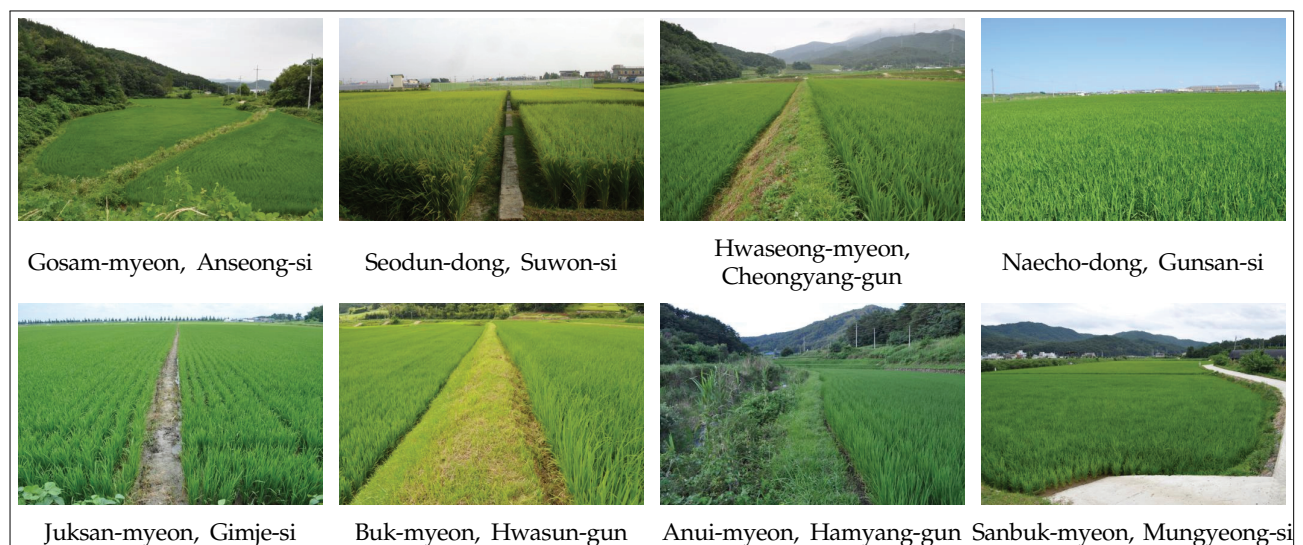 Gosam-myeon, Anseong-si
Seodun-dong, Suwon-si
Hwaseong-myeon,
Cheongyang-gun
Naecho-dong, Gunsan-si
Juksan-myeon, Gimje-si
Buk-myeon, Hwasun-gun
Anui-myeon, Hamyang-gun
Sanbuk-myeon, Mungyeong-si